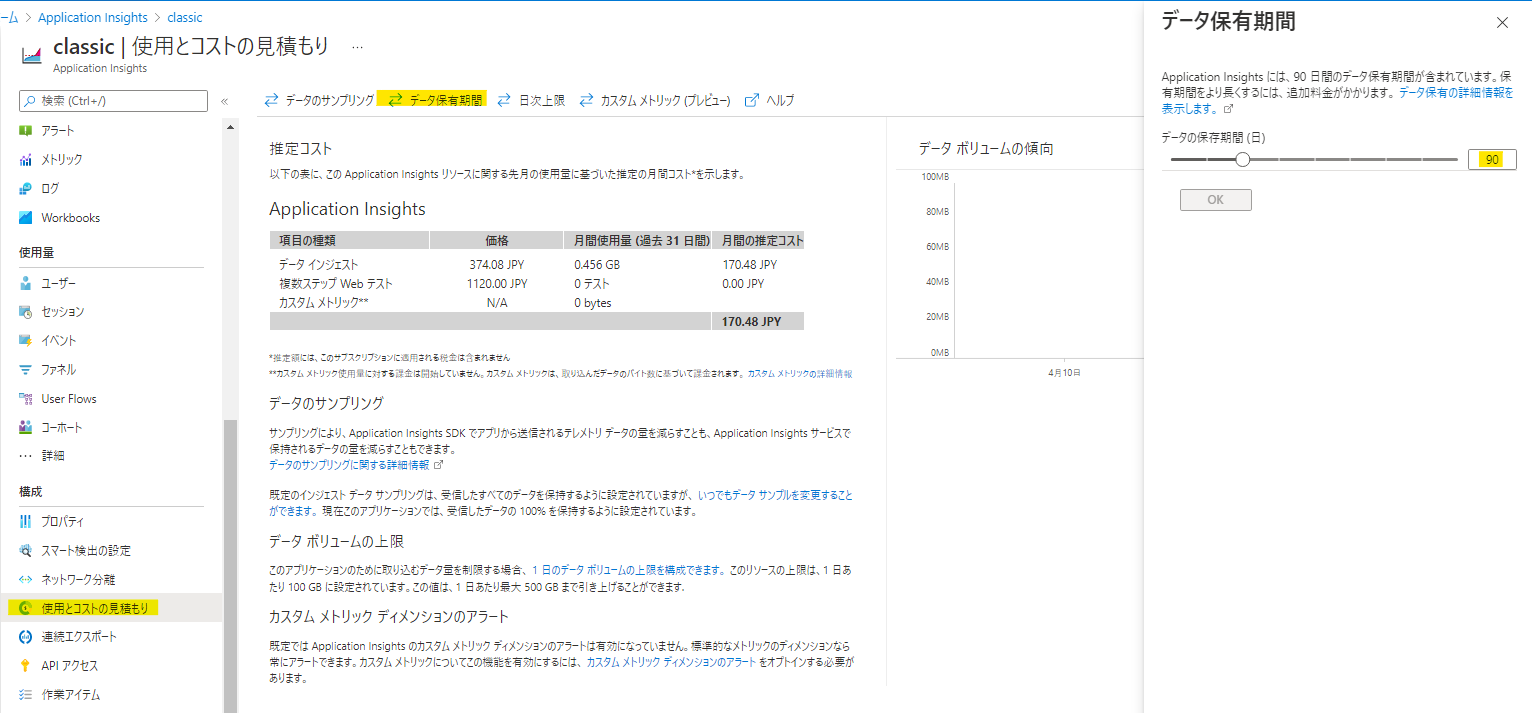 ーム > Application Insights > classic
classic | 使用とコストの見積もり ...
Application Insights
検索 (Ctrl+/)
«
アラート
メトリック
ログ
Workbooks
使用量
ユーザー
セッション
イベント
ファネル
User Flows
コーホート
詳細
構成
プロパティ
スマート検出の設定
ネットワーク分離
使用とコストの見積もり
連続エクスポート
API アクセス
作業アイテム
データのサンプリング データ保有期間 日次上限 カスタム メトリック (プレビュー) ヘルプ
推定コスト
以下の表に、この Application Insights リソースに関する先月の使用量に基づいた推定の月間コスト*を示します。
Application Insights
項目の種類 価格 月間使用量 (過去 31 日間) 月間の推定コスト
データ インジェスト 374.08 JPY 0.456 GB 170.48 JPY
複数ステップ Web テスト 1120.00 JPY 0 テスト 0.00 JPY
カスタム メトリック** N/A 0 bytes
170.48 JPY
*推定額には、このサブスクリプションに適用される税金は含まれません
**カスタム メトリック使用量に対する課金は開始していません。カスタム メトリックは、取り込んだデータのバイト数に基づいて課金されます。 カスタム メトリックの詳細情報
データのサンプリング
サンプリングにより、Application Insights SDK でアプリから送信されるテレメトリ データの量を減らすことも、Application Insights サービスで
保持されるデータの量を減らすこともできます。
データのサンプリングに関する詳細情報
既定のインジェスト データ サンプリングは、受信したすべてのデータを保持するように設定されていますが、いつでもデータ サンプルを変更すること
ができます。 現在このアプリケーションでは、受信したデータの 100% を保持するように設定されています。
データ ボリュームの上限
このアプリケーションのために取り込むデータ量を制限する場合、1 日のデータ ボリュームの上限を構成できます。このリソースの上限は、1 日あ
たり 100 GB に設定されています。この値は、1 日あたり最大 500 GB まで引き上げることができます.
カスタム メトリック ディメンションのアラート
既定では Application Insights のカスタム メトリック ディメンションのアラートは有効になっていません。標準的なメトリックのディメンションなら
常にアラートできます。カスタム メトリックについてこの機能を有効にするには、カスタム メトリック ディメンションのアラート をオプトインする必要が
あります。
データ ボリュームの傾向
100MB
80MB
60MB
40MB
20MB
0MB
4月10日
データ保有期間
Application Insights には、90 日間のデータ保有期間が含まれています。保
有期間をより長くするには、追加料金がかかります。 データ保有の詳細情報を
表示します。
データの保存期間 (日)
90
OK